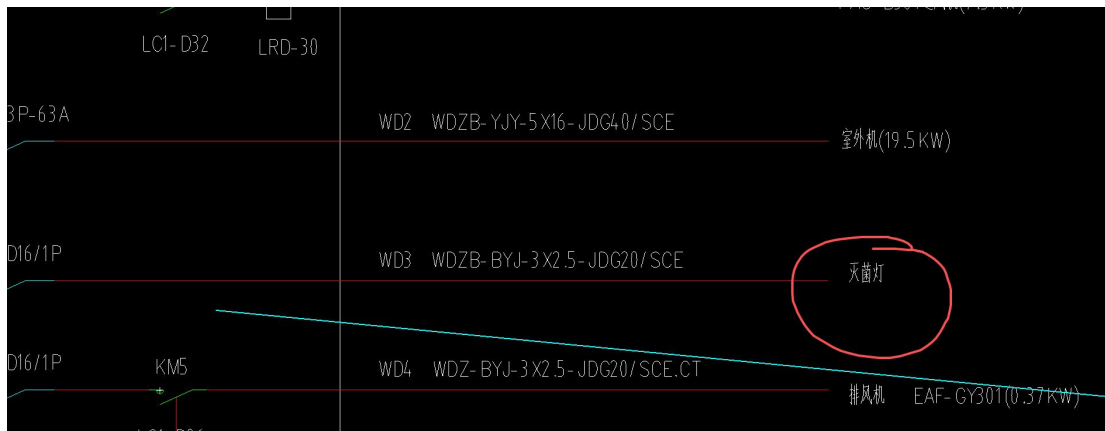 LC1-D32
LRD-30
3P-63A
WD2 WDZB-YJY-5X16-JDG40/SCE
室外机(19.5KW)
D16/1P
WD3 WDZB-BYJ-3X2.5-JDG20/SCE
灭菌灯
D16/1P
KM5
WD4 WDZ-BYJ-3X2.5-JDG20/SCE.CT
排风机 EAF-GY301(0.37KW)